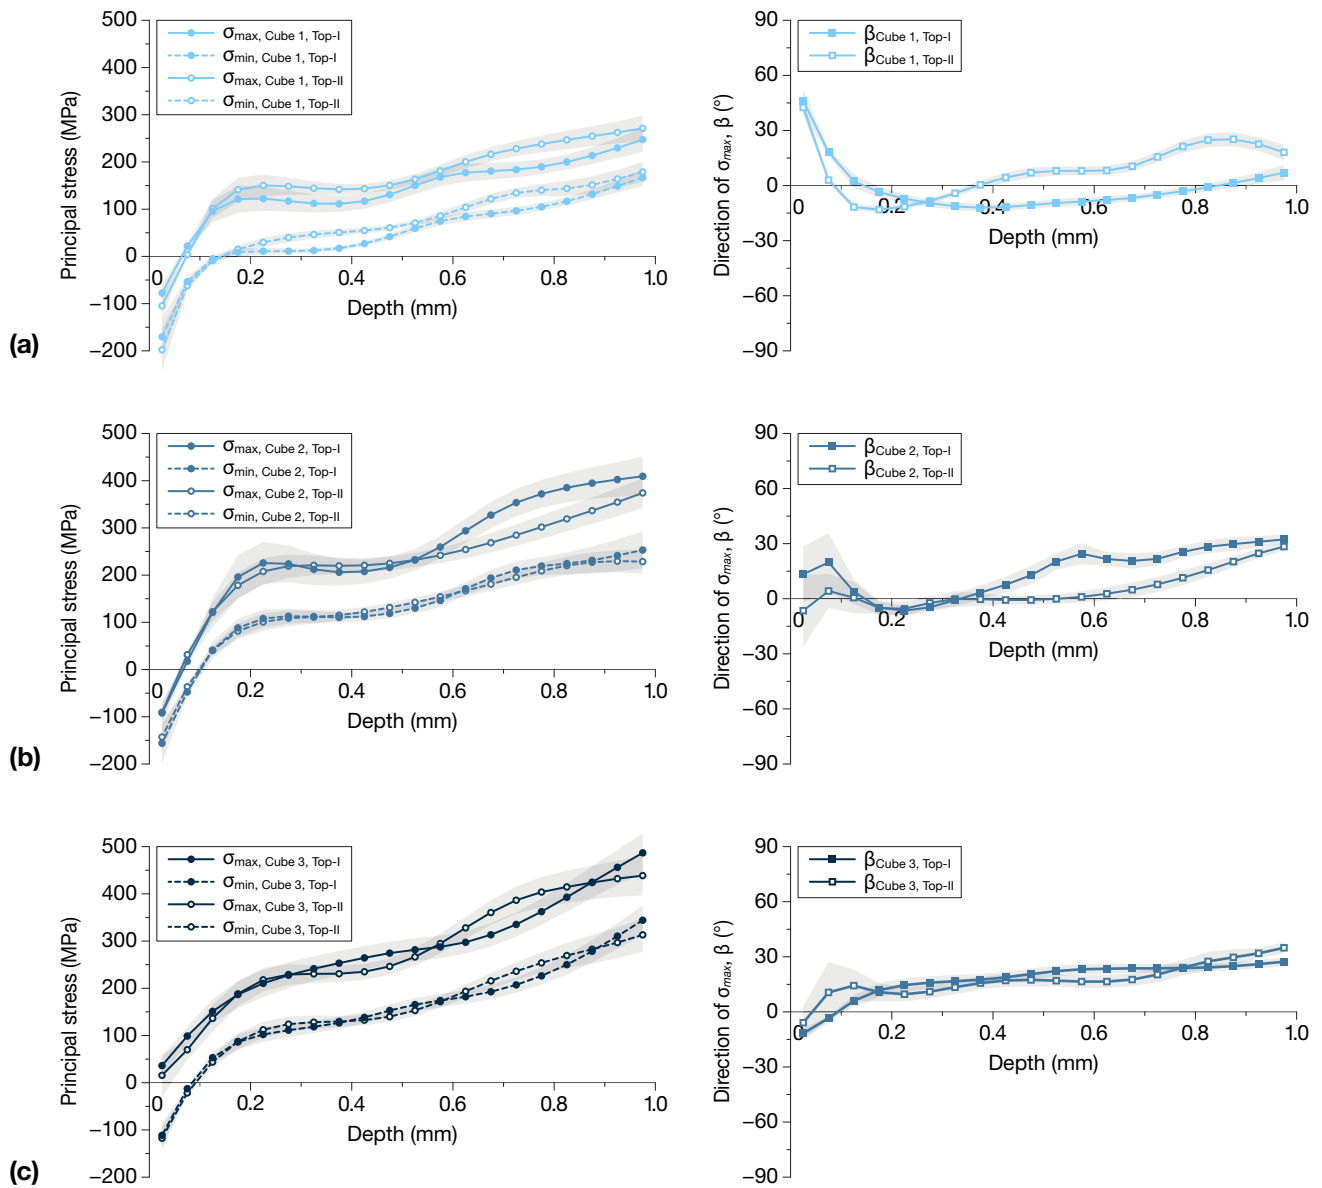 500
400
300
200
100
0
−100
−200
Principal stress (MPa)
σmax, Cube 1, Top-I
σmin, Cube 1, Top-I
σmax, Cube 1, Top-II
σmin, Cube 1, Top-II
0 0.2 0.4 0.6 0.8 1.0
Depth (mm)
90
60
30
0
−30
−60
−90
Direction of σmax, β (°)
βCube 1, Top-I
βCube 1, Top-II
0 0.2 0.4 0.6 0.8 1.0
Depth (mm)
(a)
500
400
300
200
100
0
−100
−200
Principal stress (MPa)
σmax, Cube 2, Top-I
σmin, Cube 2, Top-I
σmax, Cube 2, Top-II
σmin, Cube 2, Top-II
0 0.2 0.4 0.6 0.8 1.0
Depth (mm)
90
60
30
0
−30
−60
−90
Direction of σmax, β (°)
βCube 2, Top-I
βCube 2, Top-II
0 0.2 0.4 0.6 0.8 1.0
Depth (mm)
(b)
500
400
300
200
100
0
−100
−200
Principal stress (MPa)
σmax, Cube 3, Top-I
σmin, Cube 3, Top-I
σmax, Cube 3, Top-II
σmin, Cube 3, Top-II
0 0.2 0.4 0.6 0.8 1.0
Depth (mm)
90
60
30
0
−30
−60
−90
Direction of σmax, β (°)
βCube 3, Top-I
βCube 3, Top-II
0 0.2 0.4 0.6 0.8 1.0
Depth (mm)
(c)